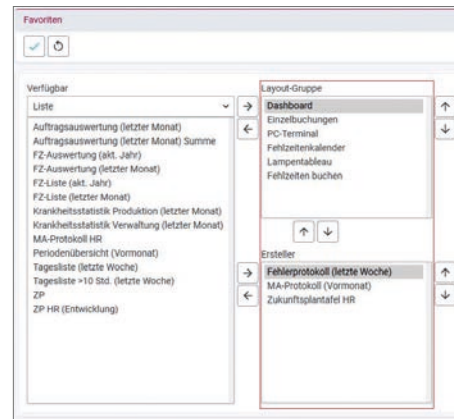 Favoriten
Verfügbar
Liste
Auftragsauswertung (letzter Monat)
Auftragsauswertung (letzter Monat) Summe
FZ-Auswertung (akt. Jahr)
FZ-Auswertung (letzter Monat)
FZ-Liste (akt. Jahr)
FZ-Liste (letzter Monat)
Krankheitsstatistik Produktion (letzter Monat)
Krankheitsstatistik Verwaltung (letzter Monat)
MA-Protokoll HR
Periodenübersicht (Vormonat)
Tagesliste (letzte Woche)
Tagesliste >10 Std. (letzte Woche)
ZP
ZP HR (Entwicklung)
Layout-Gruppe
Dashboard
Einzelbuchungen
PC-Terminal
Fehlzeitenkalender
Lampentableau
Fehlzeiten buchen
Ersteller
Fehlerprotokoll (letzte Woche)
MA-Protokoll (Vormonat)
Zukunftsplantafel HR